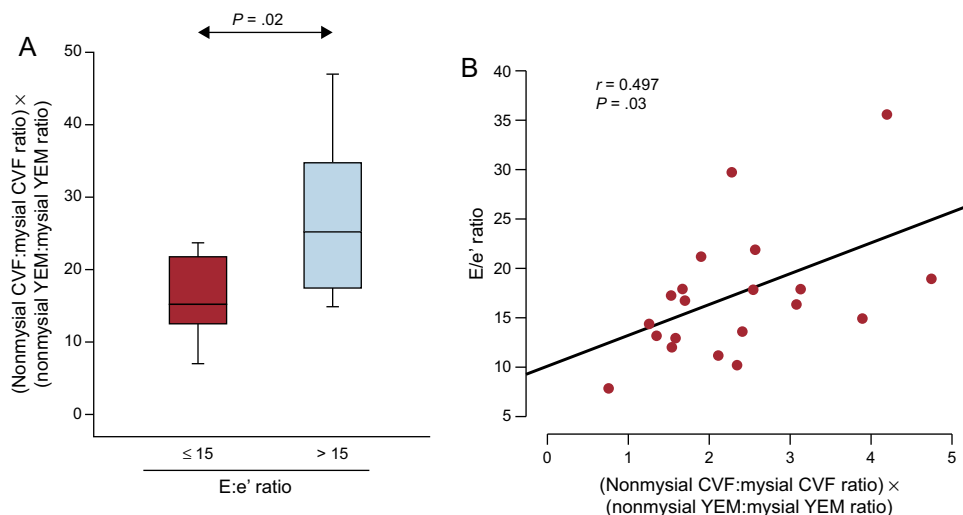 A
P = .02
(Nonmysial CVF:mysial CVF ratio) ×
(nonmysial YEM:mysial YEM ratio)
50
40
30
20
10
0
≤ 15
> 15
E:e' ratio
B
r = 0.497
P = .03
E/e' ratio
40
35
30
25
20
15
10
5
0
1
2
3
4
5
(Nonmysial CVF:mysial CVF ratio) ×
(nonmysial YEM:mysial YEM ratio)